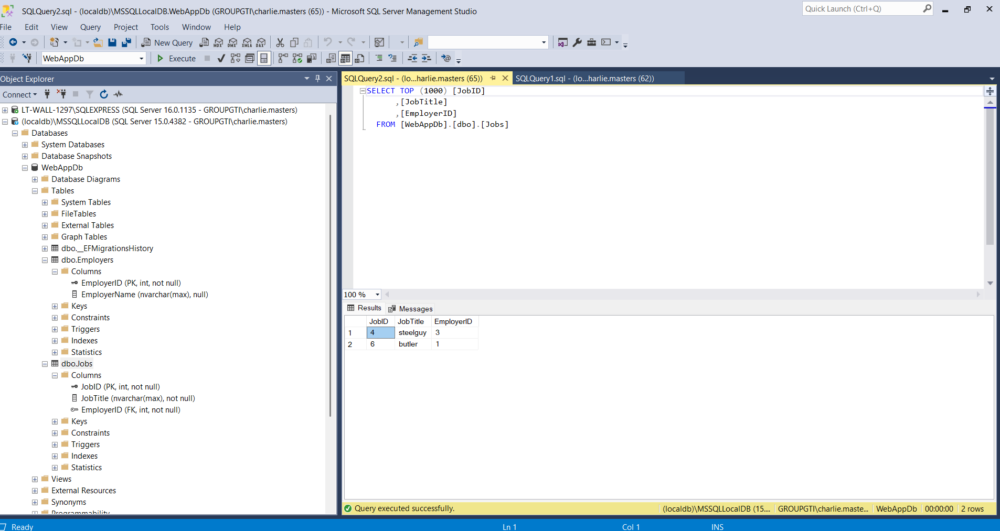 SQLQuery2.sql - (localdb)\MSSQLLocalDB.WebAppDb (GROUPGTI\charlie.masters (65)) - Microsoft SQL Server Management Studio
Quick Launch (Ctrl+Q)
File Edit View Query Project Tools Window Help
New Query MDX DMX XMLA DAX
WebAppDb Execute
Object Explorer
Connect
LT-WALL-1297\SQLEXPRESS (SQL Server 16.0.1135 - GROUPGTI\charlie.masters)
(localdb)\MSSQLLocalDB (SQL Server 15.0.4382 - GROUPGTI\charlie.masters)
Databases
System Databases
Database Snapshots
WebAppDb
Database Diagrams
Tables
System Tables
FileTables
External Tables
Graph Tables
dbo.__EFMigrationsHistory
dbo.Employers
Columns
EmployerID (PK, int, not null)
EmployerName (nvarchar(max), null)
Keys
Constraints
Triggers
Indexes
Statistics
dbo.Jobs
Columns
JobID (PK, int, not null)
JobTitle (nvarchar(max), not null)
EmployerID (FK, int, not null)
Keys
Constraints
Triggers
Indexes
Statistics
Views
External Resources
Synonyms
Programmability
SQLQuery2.sql - (lo...harlie.masters (65)) SQLQuery1.sql - (lo...harlie.masters (62))
SELECT TOP (1000) [JobID]
,[JobTitle]
,[EmployerID]
FROM [WebAppDb].[dbo].[Jobs]
100 %
Results Messages
JobID JobTitle EmployerID
1 4 steelguy 3
2 6 butler 1
Query executed successfully. (localdb)\MSSQLLocalDB (15.... GROUPGTI\charlie.maste... WebAppDb 00:00:00 2 rows
Ready Ln 1 Col 1 INS